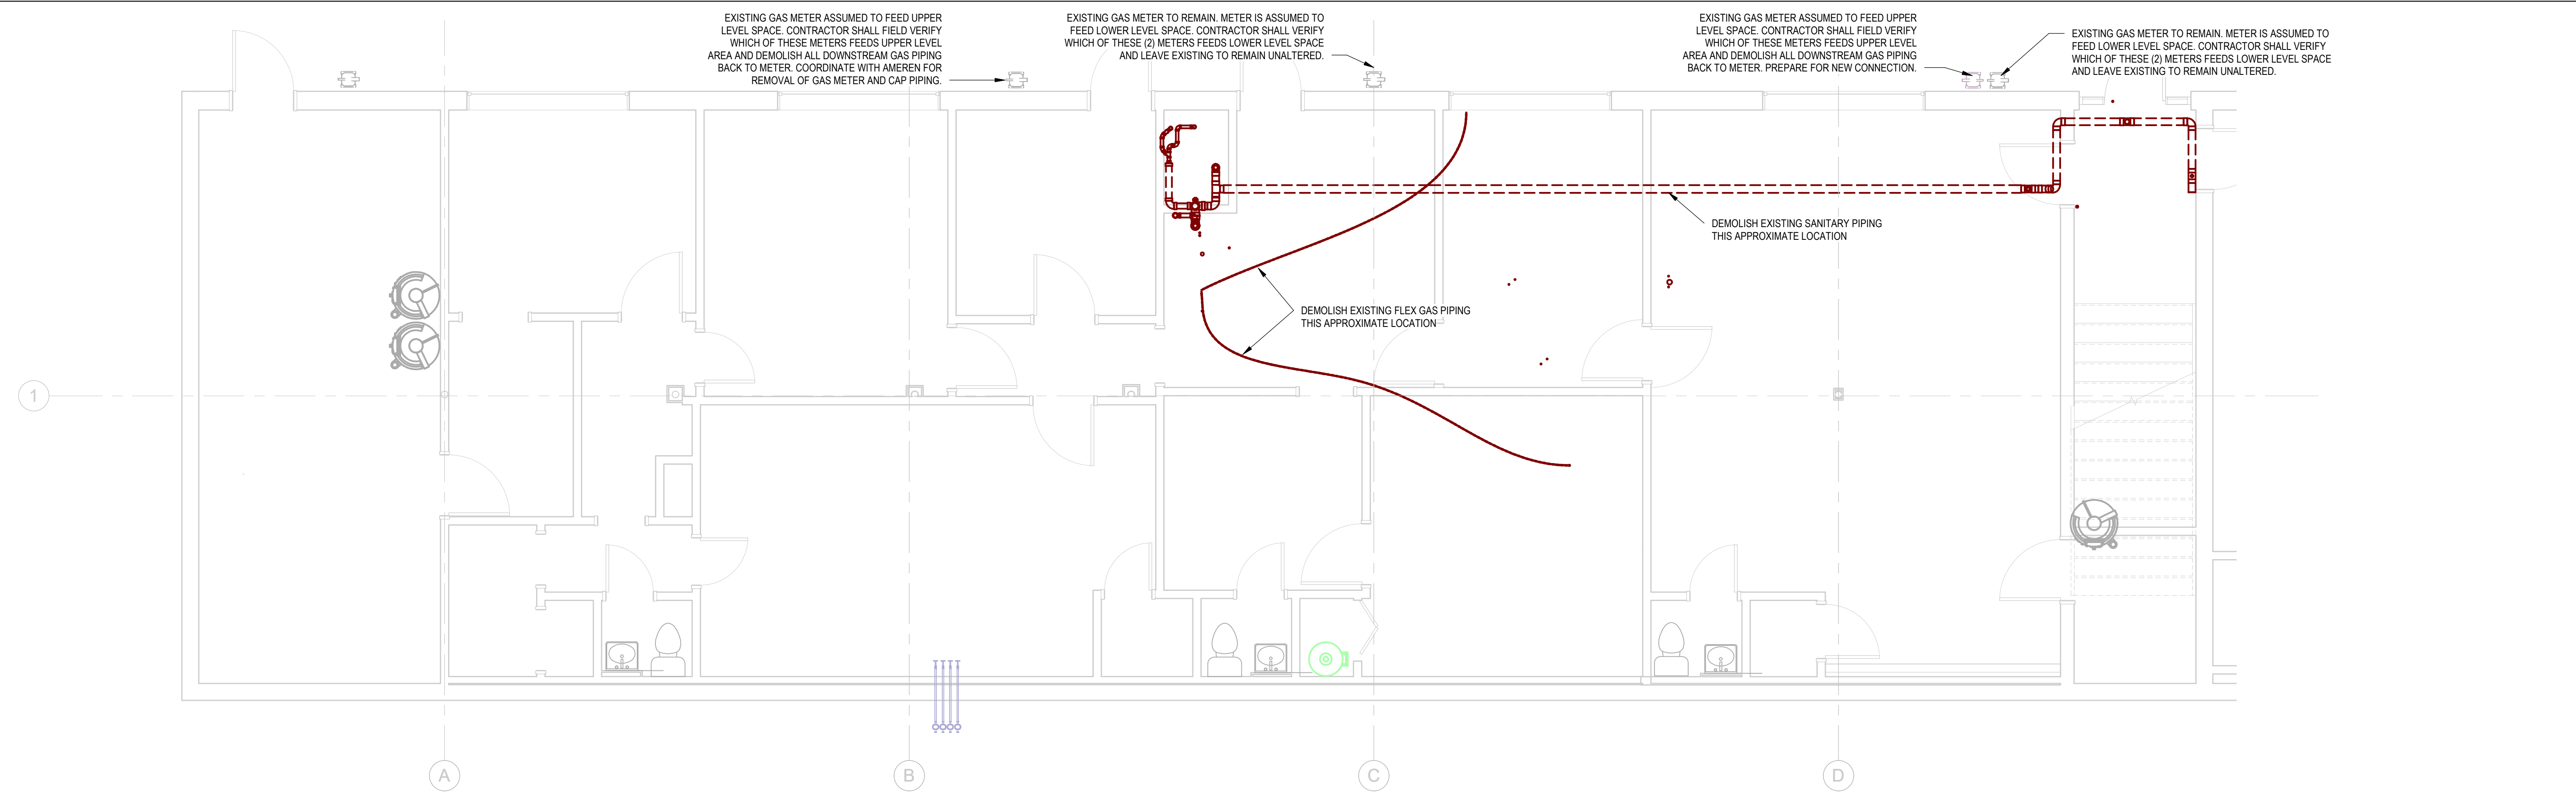 EXISTING GAS METER ASSUMED TO FEED UPPER
LEVEL SPACE. CONTRACTOR SHALL FIELD VERIFY
WHICH OF THESE METERS FEEDS UPPER LEVEL
AREA AND DEMOLISH ALL DOWNSTREAM GAS PIPING
BACK TO METER. COORDINATE WITH AMEREN FOR
REMOVAL OF GAS METER AND CAP PIPING.
EXISTING GAS METER TO REMAIN. METER IS ASSUMED TO
FEED LOWER LEVEL SPACE. CONTRACTOR SHALL VERIFY
WHICH OF THESE (2) METERS FEEDS LOWER LEVEL SPACE
AND LEAVE EXISTING TO REMAIN UNALTERED.
EXISTING GAS METER ASSUMED TO FEED UPPER
LEVEL SPACE. CONTRACTOR SHALL FIELD VERIFY
WHICH OF THESE METERS FEEDS UPPER LEVEL
AREA AND DEMOLISH ALL DOWNSTREAM GAS PIPING
BACK TO METER. PREPARE FOR NEW CONNECTION.
EXISTING GAS METER TO REMAIN. METER IS ASSUMED TO
FEED LOWER LEVEL SPACE. CONTRACTOR SHALL VERIFY
WHICH OF THESE (2) METERS FEEDS LOWER LEVEL SPACE
AND LEAVE EXISTING TO REMAIN UNALTERED.
DEMOLISH EXISTING SANITARY PIPING
THIS APPROXIMATE LOCATION
DEMOLISH EXISTING FLEX GAS PIPING
THIS APPROXIMATE LOCATION
1
A
B
C
D